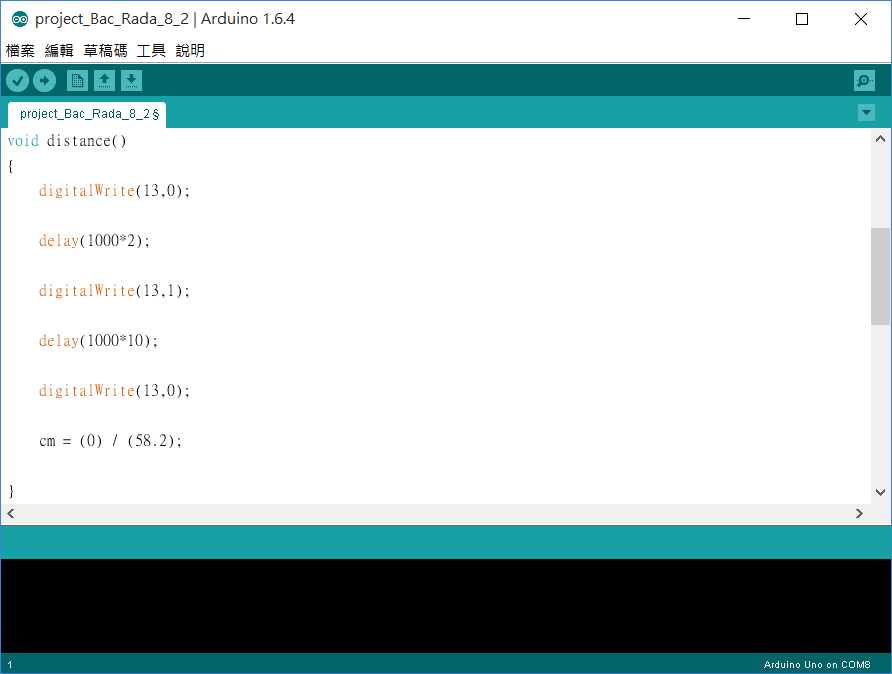 project_Bac_Rada_8_2 | Arduino 1.6.4
檔案 編輯 草稿碼 工具 說明
project_Bac_Rada_8_2 §
void distance()
{
digitalWrite(13,0);
delay(1000*2);
digitalWrite(13,1);
delay(1000*10);
digitalWrite(13,0);
cm = (0) / (58.2);
}
1 Arduino Uno on COM8